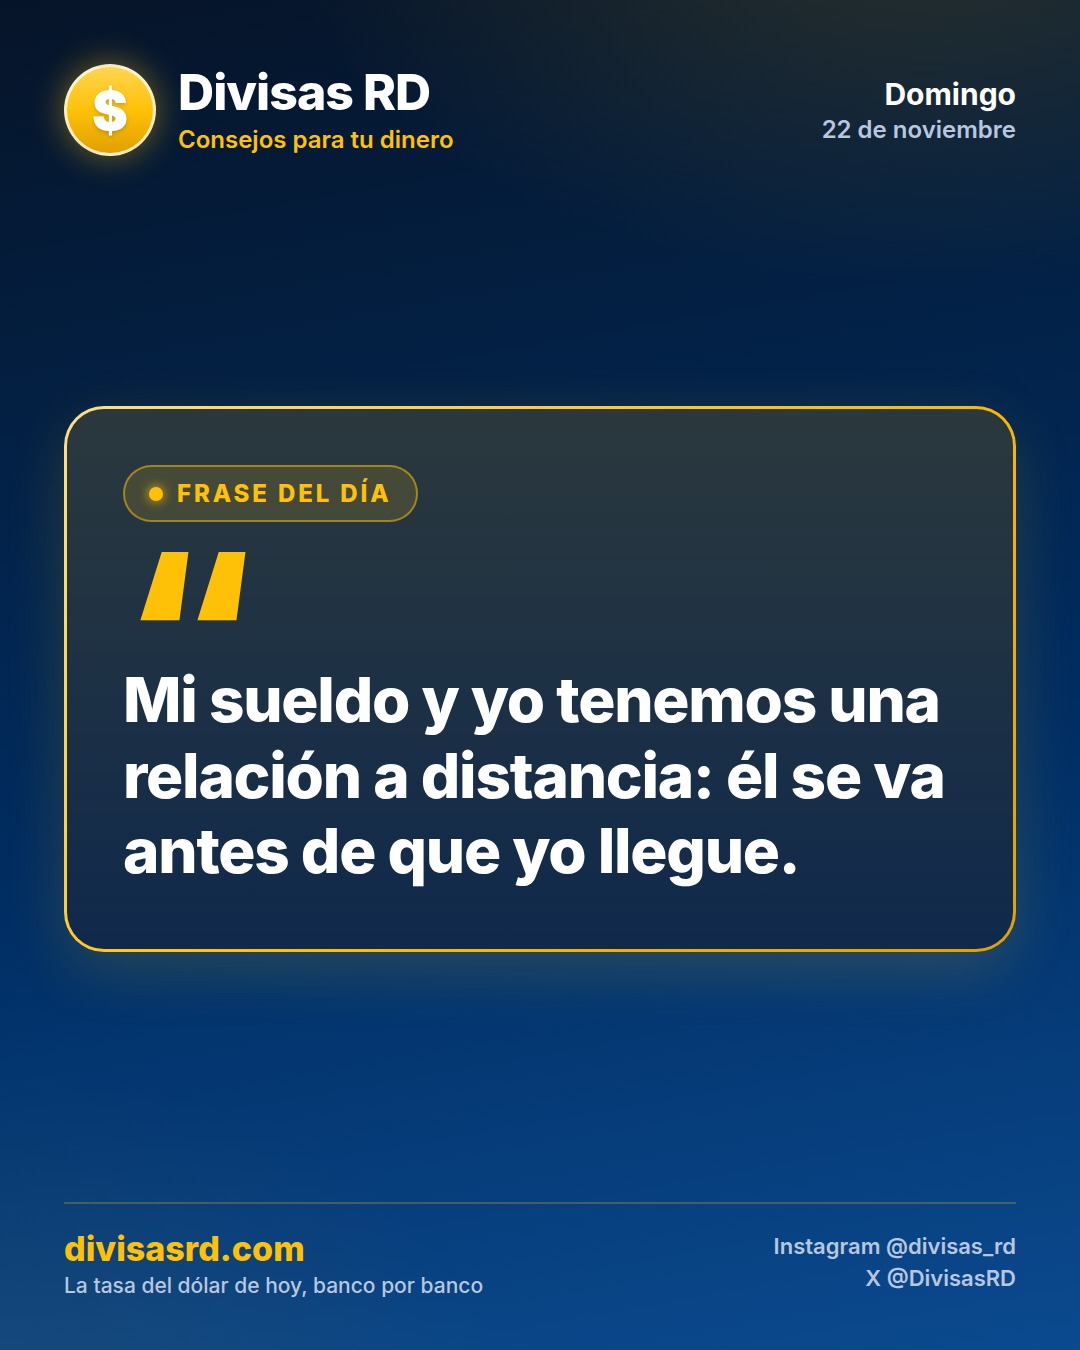 $
Divisas RD
Consejos para tu dinero
Domingo
22 de noviembre
FRASE DEL DÍA
“
Mi sueldo y yo tenemos una
relación a distancia: él se va
antes de que yo llegue.
divisasrd.com
La tasa del dólar de hoy, banco por banco
Instagram @divisas_rd
X @DivisasRD